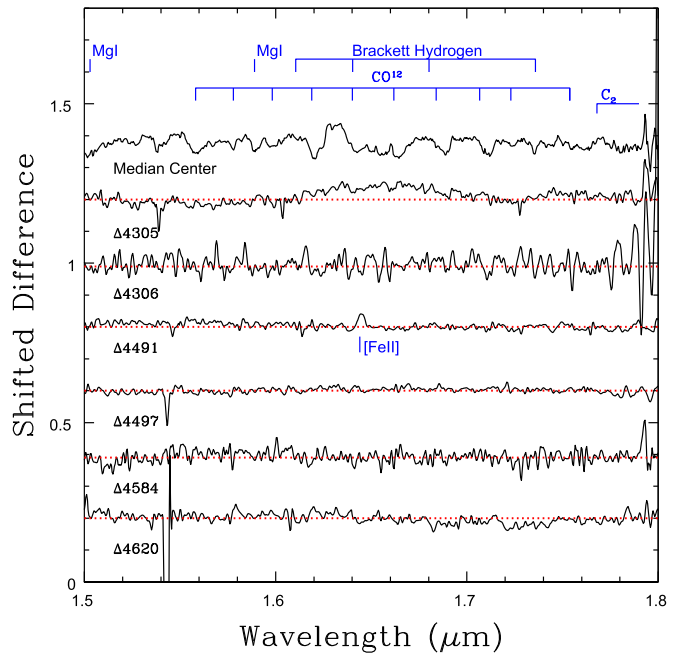 MgI MgI Brackett Hydrogen
CO¹²
C₂
1.5
Median Center
Δ4305
Δ4306
1
Δ4491
[FeII]
Δ4497
0.5
Δ4584
Δ4620
0
1.5 1.6 1.7 1.8
Wavelength (μm)
Shifted Difference